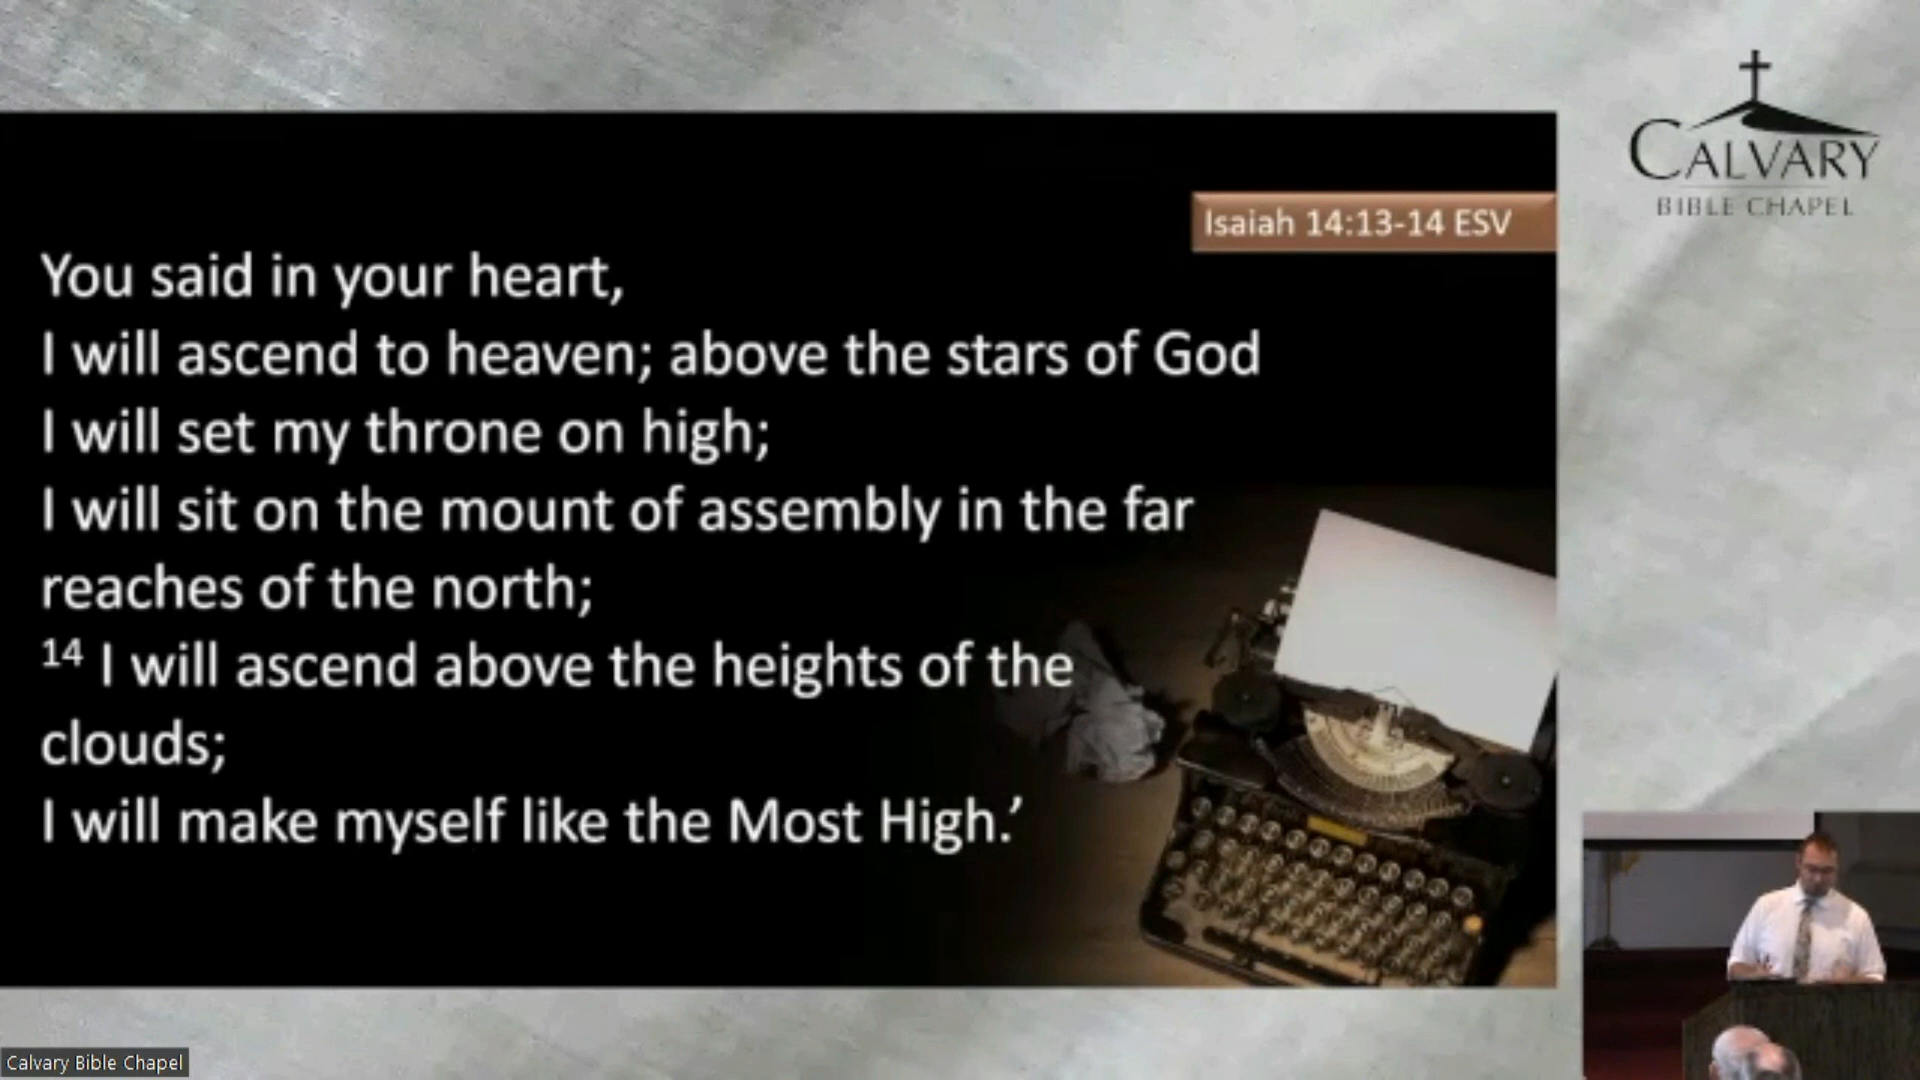 CALVARY
BIBLE CHAPEL
Isaiah 14:13-14 ESV
You said in your heart,
I will ascend to heaven; above the stars of God
I will set my throne on high;
I will sit on the mount of assembly in the far
reaches of the north;
14 I will ascend above the heights of the
clouds;
I will make myself like the Most High.’
Calvary Bible Chapel